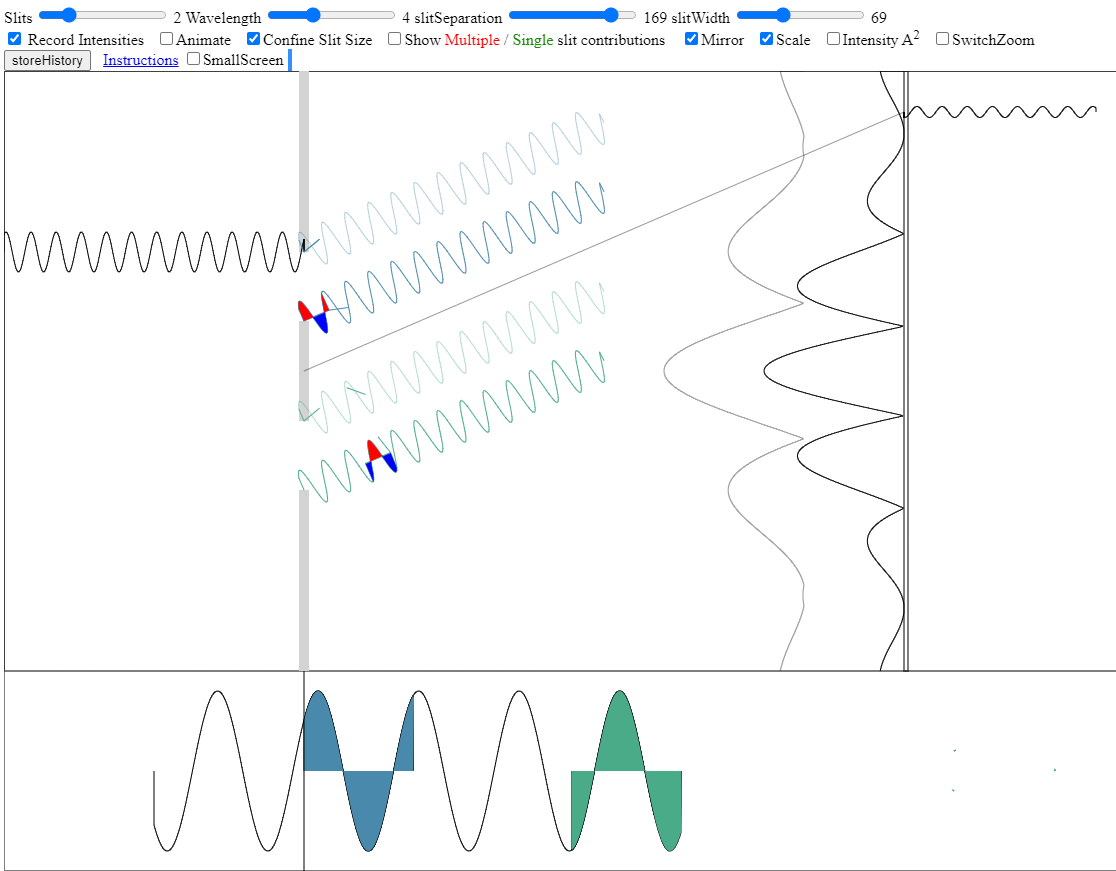 Slits 2 Wavelength 4 slitSeparation 169 slitWidth 69
Record Intensities Animate Confine Slit Size Show Multiple / Single slit contributions Mirror Scale Intensity A² SwitchZoom
storeHistory Instructions SmallScreen